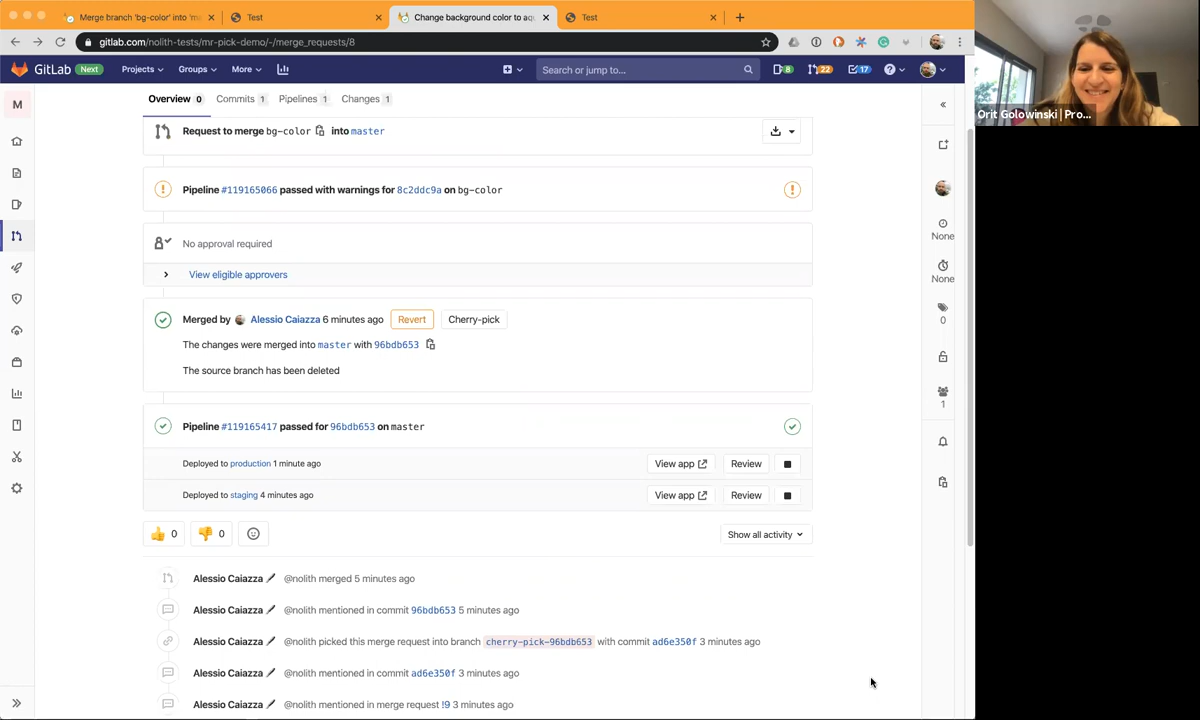 Merge branch 'bg-color' into 'me
Test
Change background color to aq
Test
gitlab.com/nolith-tests/mr-pick-demo/-/merge_requests/8
GitLab Next Projects Groups More Search or jump to... 8 22 17
M
Overview 0 Commits 1 Pipelines 1 Changes 1
Request to merge bg-color into master
Pipeline #119165066 passed with warnings for 8c2ddc9a on bg-color
No approval required
View eligible approvers
Merged by Alessio Caiazza 6 minutes ago Revert Cherry-pick
The changes were merged into master with 96bdb653
The source branch has been deleted
Pipeline #119165417 passed for 96bdb653 on master
Deployed to production 1 minute ago View app Review
Deployed to staging 4 minutes ago View app Review
0 0 Show all activity
Alessio Caiazza @nolith merged 5 minutes ago
Alessio Caiazza @nolith mentioned in commit 96bdb653 5 minutes ago
Alessio Caiazza @nolith picked this merge request into branch cherry-pick-96bdb653 with commit ad6e350f 3 minutes ago
Alessio Caiazza @nolith mentioned in commit ad6e350f 3 minutes ago
Alessio Caiazza @nolith mentioned in merge request !9 3 minutes ago
None
None
0
1
Orit Golowinski | Pro...